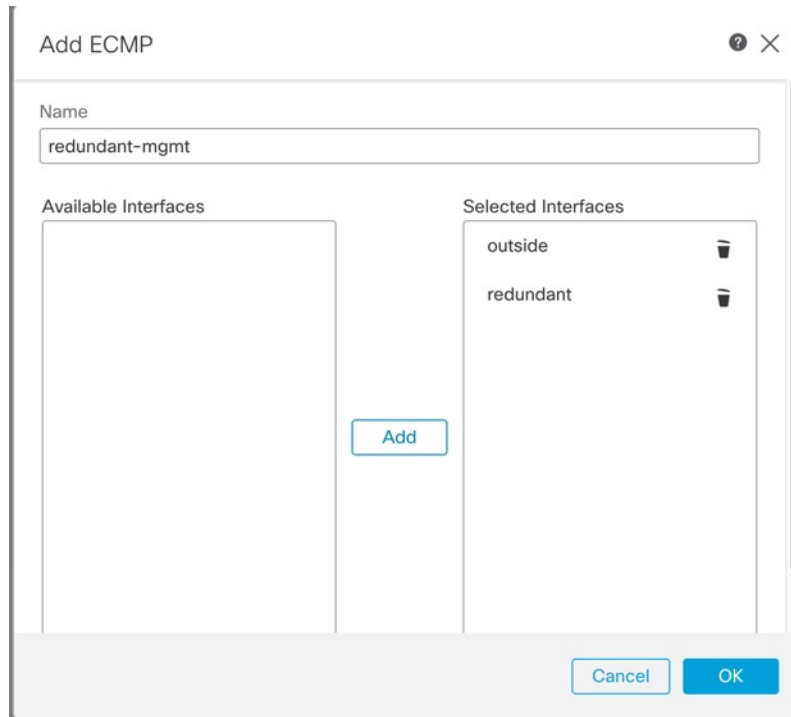 Add ECMP
Name
redundant-mgmt
Available Interfaces
Selected Interfaces
outside
redundant
Add
Cancel
OK